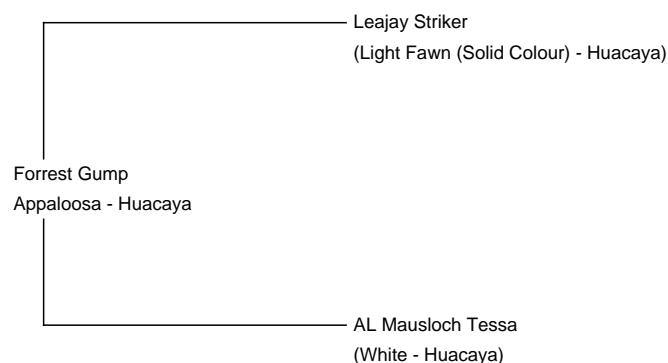 Leajay Striker
(Light Fawn (Solid Colour) - Huacaya)
Forrest Gump
Appaloosa - Huacaya
AL Mausloch Tessa
(White - Huacaya)